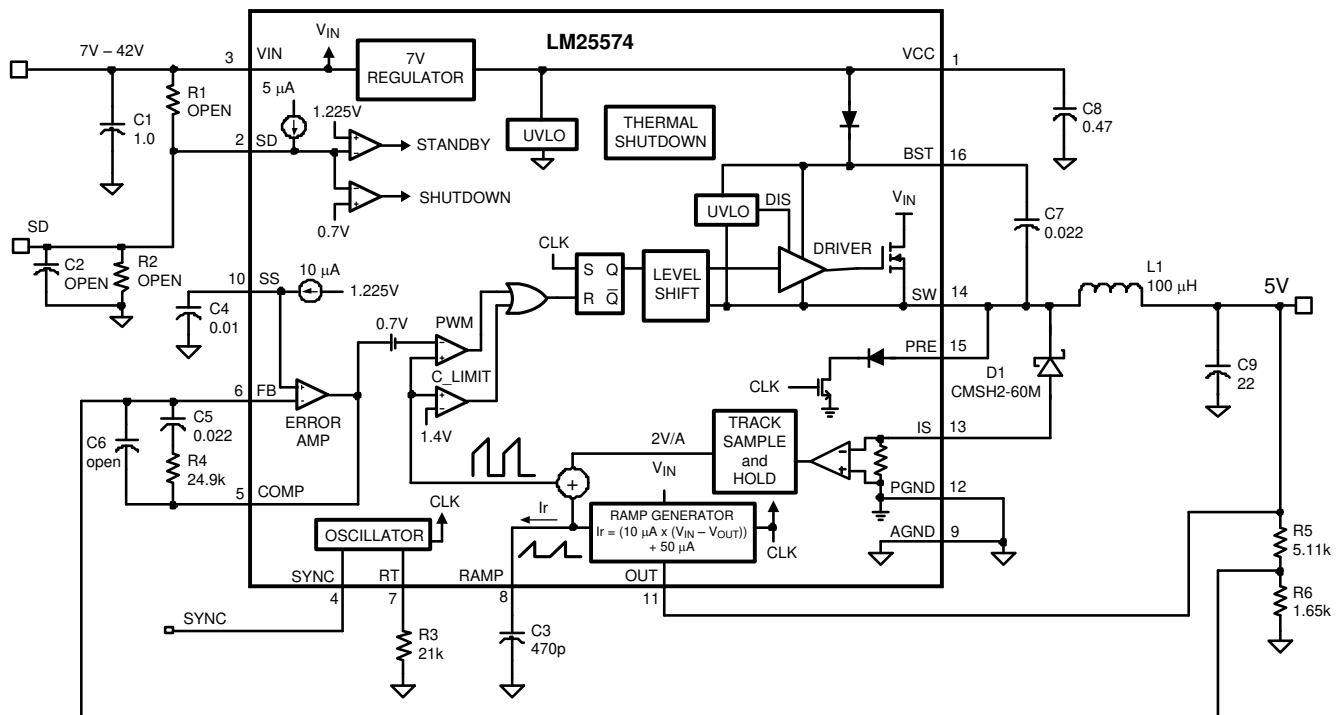 LM25574
7V – 42V
3
VIN
V_IN
7V
REGULATOR
VCC
1
R1
OPEN
5 µA
1.225V
C1
1.0
2
SD
STANDBY
UVLO
THERMAL
SHUTDOWN
C8
0.47
BST
16
SHUTDOWN
0.7V
UVLO
DIS
V_IN
C7
0.022
SD
C2
OPEN
R2
OPEN
CLK
S Q
R Q̅
LEVEL
SHIFT
DRIVER
10
SS
10 µA
1.225V
SW
14
L1
100 µH
5V
C4
0.01
0.7V
PWM
PRE
15
C_LIMIT
CLK
D1
CMSH2-60M
C9
22
6
FB
ERROR
AMP
1.4V
C5
0.022
C6
open
R4
24.9k
2V/A
TRACK
SAMPLE
and
HOLD
IS
13
5
COMP
V_IN
+
PGND
12
CLK
Ir
RAMP GENERATOR
Ir = (10 µA x (V_IN – V_OUT))
+ 50 µA
CLK
AGND
9
OSCILLATOR
R5
5.11k
SYNC
RT
RAMP
OUT
4
7
8
11
R6
1.65k
SYNC
R3
21k
C3
470p